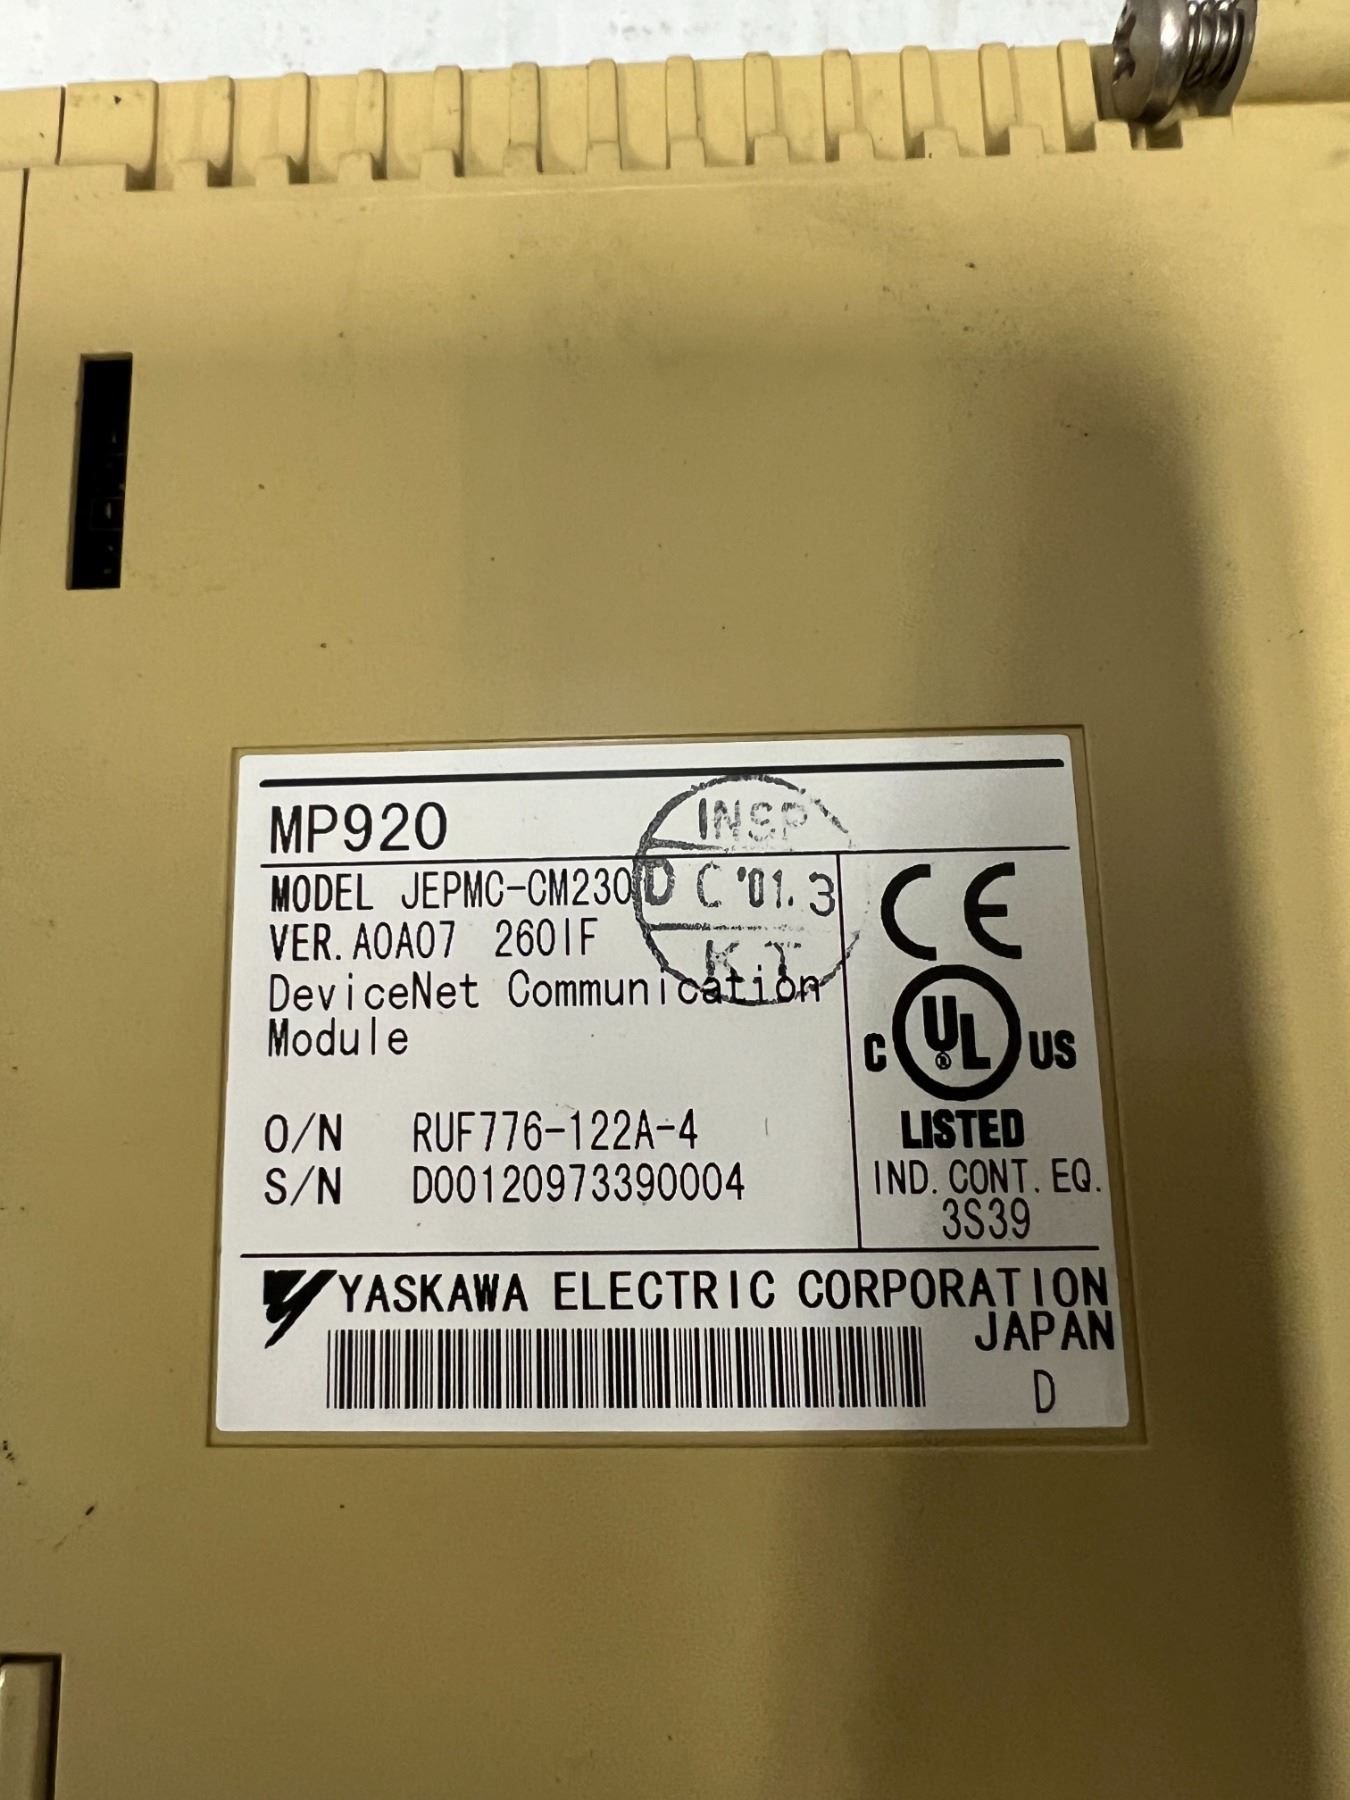 MP920
INSP
MODEL JEPMC-CM230
D C '01.3
VER. A0A07 260IF
K.T
DeviceNet Communication
Module
O/N RUF776-122A-4
S/N D00120973390004
CE
C UL® US
LISTED
IND. CONT. EQ.
3S39
YASKAWA ELECTRIC CORPORATION
JAPAN
D